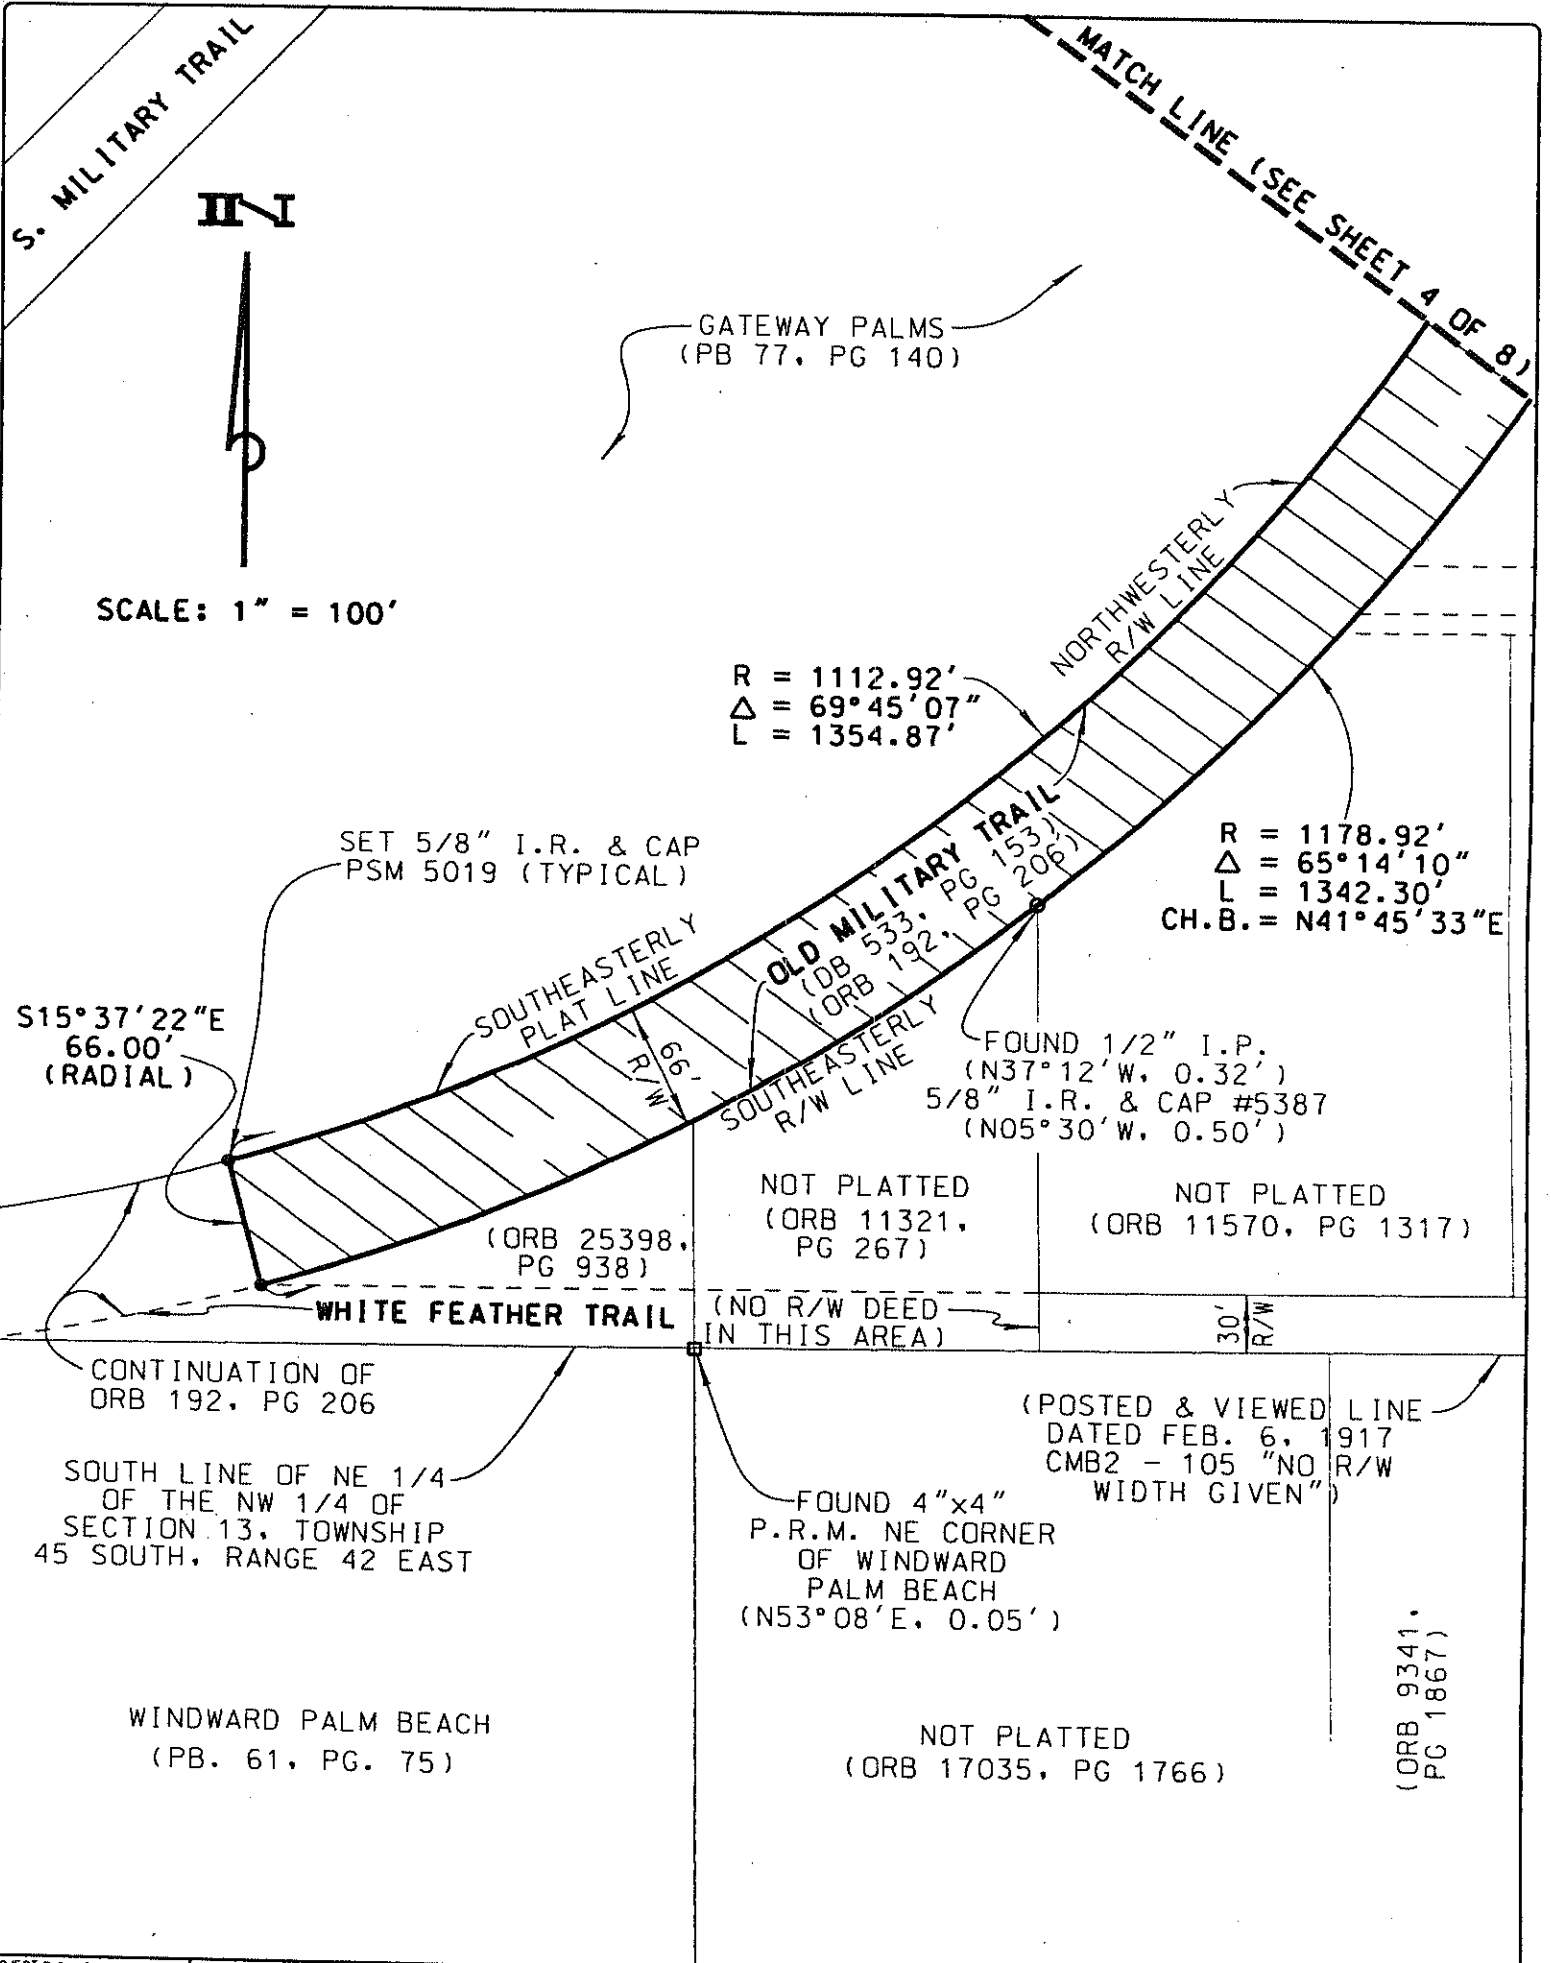 S. MILITARY TRAIL
MATCH LINE (SEE SHEET 4 OF 8)
N
GATEWAY PALMS
(PB 77, PG 140)
SCALE: 1" = 100'
NORTHWESTERLY
R/W LINE
R = 1112.92'
△ = 69°45'07"
L = 1354.87'
SET 5/8" I.R. & CAP
PSM 5019 (TYPICAL)
R = 1178.92'
△ = 65°14'10"
L = 1342.30'
CH.B. = N41°45'33"E
OLD MILITARY TRAIL
(DB 533, PG 153)
(ORB 192, PG 206)
SOUTHEASTERLY
PLAT LINE
S15°37'22"E
66.00'
(RADIAL)
66'
R/W
SOUTHEASTERLY
R/W LINE
FOUND 1/2" I.P.
(N37°12'W, 0.32')
5/8" I.R. & CAP #5387
(N05°30'W, 0.50')
NOT PLATTED
(ORB 11321,
PG 267)
NOT PLATTED
(ORB 11570, PG 1317)
(ORB 25398,
PG 938)
WHITE FEATHER TRAIL
(NO R/W DEED
IN THIS AREA)
30'
R/W
CONTINUATION OF
ORB 192, PG 206
(POSTED & VIEWED LINE
DATED FEB. 6, 1917
CMB2 - 105 "NO R/W
WIDTH GIVEN")
SOUTH LINE OF NE 1/4
OF THE NW 1/4 OF
SECTION 13, TOWNSHIP
45 SOUTH, RANGE 42 EAST
FOUND 4"x4"
P.R.M. NE CORNER
OF WINDWARD
PALM BEACH
(N53°08'E, 0.05')
(ORB 9341,
PG 1867)
WINDWARD PALM BEACH
(PB. 61, PG. 75)
NOT PLATTED
(ORB 17035, PG 1766)